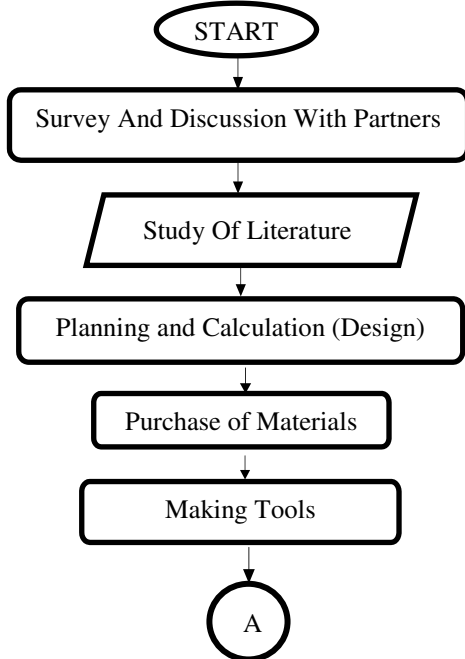 START
Survey And Discussion With Partners
Study Of Literature
Planning and Calculation (Design)
Purchase of Materials
Making Tools
A